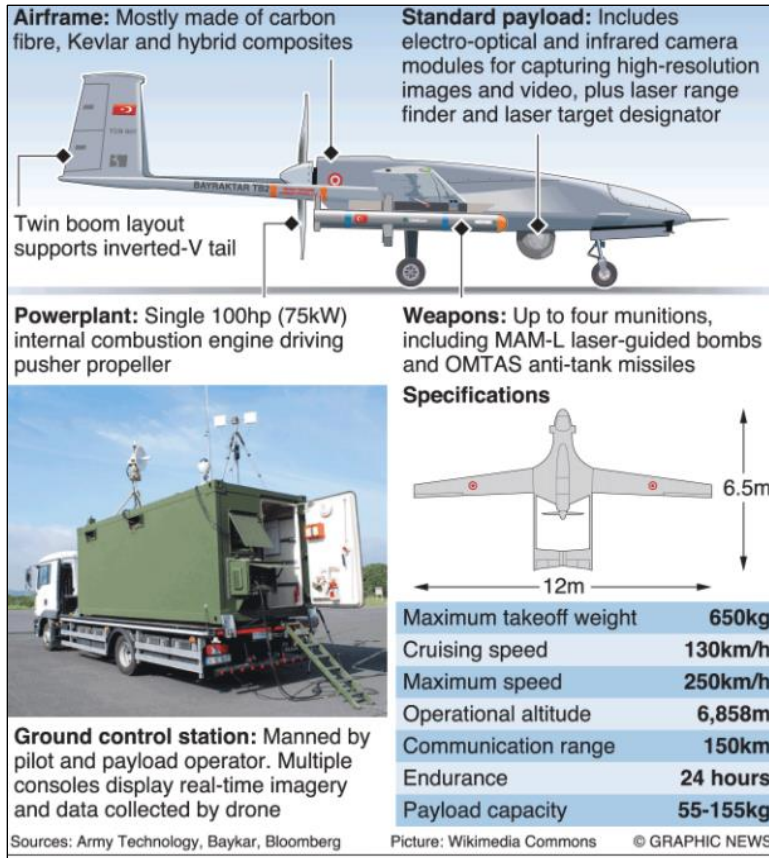 Airframe: Mostly made of carbon
fibre, Kevlar and hybrid composites
Standard payload: Includes
electro-optical and infrared camera
modules for capturing high-resolution
images and video, plus laser range
finder and laser target designator
BAYRAKTAR TB2
Twin boom layout
supports inverted-V tail
Powerplant: Single 100hp (75kW)
internal combustion engine driving
pusher propeller
Weapons: Up to four munitions,
including MAM-L laser-guided bombs
and OMTAS anti-tank missiles
Specifications
6.5m
12m
Maximum takeoff weight 650kg
Cruising speed 130km/h
Maximum speed 250km/h
Operational altitude 6,858m
Communication range 150km
Endurance 24 hours
Payload capacity 55-155kg
Ground control station: Manned by
pilot and payload operator. Multiple
consoles display real-time imagery
and data collected by drone
Sources: Army Technology, Baykar, Bloomberg Picture: Wikimedia Commons © GRAPHIC NEWS